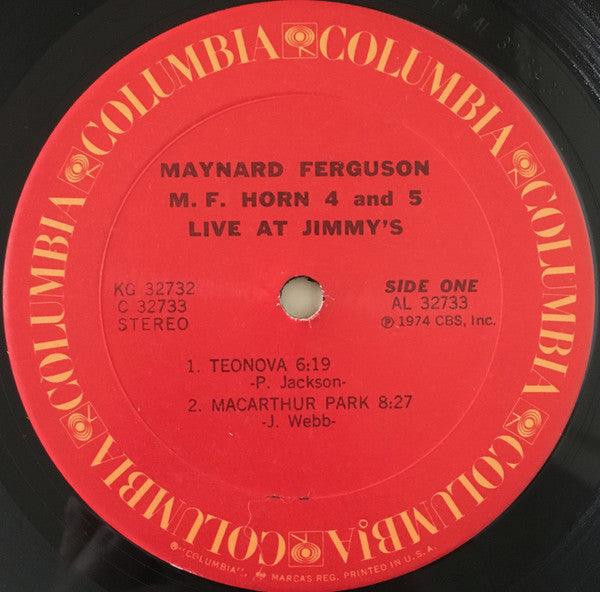 COLUMBIA COLUMBIA COLUMBIA COLUMBIA COLUMBIA COLUMBIA
MAYNARD FERGUSON
M. F. HORN 4 and 5
LIVE AT JIMMY'S
KG 32732
C 32733
STEREO
SIDE ONE
AL 32733
Ⓟ 1974 CBS, Inc.
1. TEONOVA 6:19
-P. Jackson-
2. MACARTHUR PARK 8:27
-J. Webb-
® "COLUMBIA", MARCAS REG. PRINTED IN U.S.A.